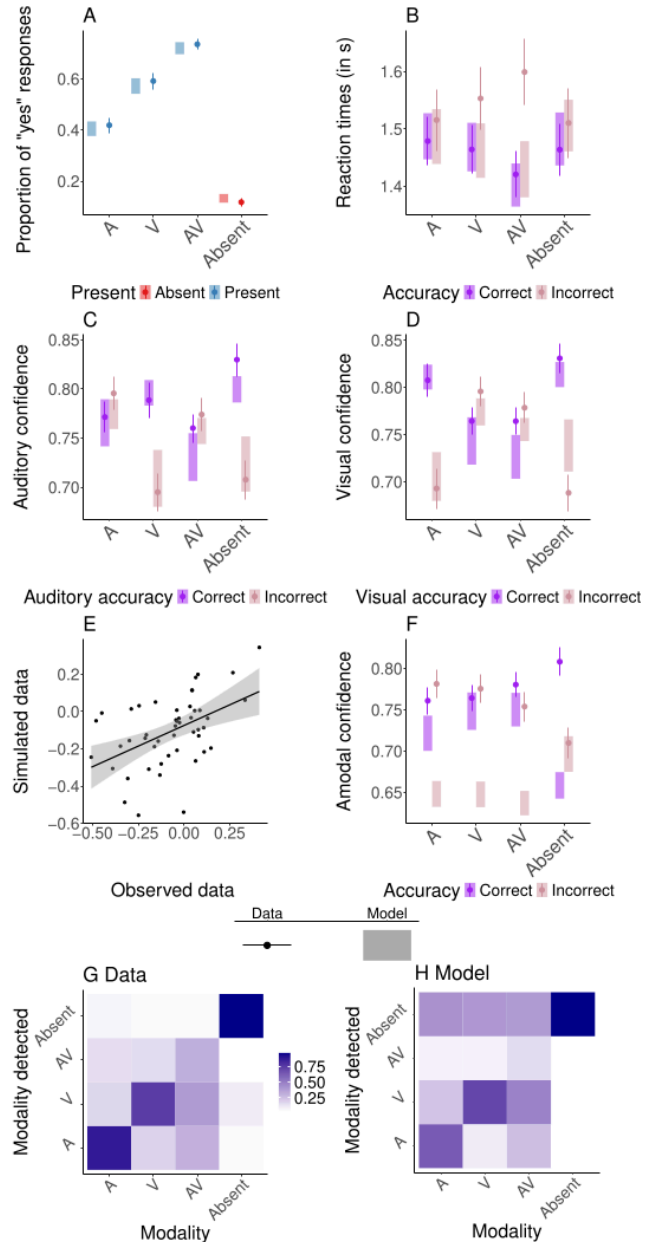 A
Proportion of "yes" responses
0.6
0.4
0.2
A V AV Absent
Present Absent Present
B
Reaction times (in s)
1.6
1.5
1.4
A V AV Absent
Accuracy Correct Incorrect
C
Auditory confidence
0.85
0.80
0.75
0.70
A V AV Absent
Auditory accuracy Correct Incorrect
D
Visual confidence
0.85
0.80
0.75
0.70
A V AV Absent
Visual accuracy Correct Incorrect
E
Simulated data
0.2
0.0
−0.2
−0.4
−0.6
−0.50 −0.25 0.00 0.25
Observed data
F
Amodal confidence
0.80
0.75
0.70
0.65
A V AV Absent
Accuracy Correct Incorrect
Data Model
G Data
Modality detected
Absent
AV
V
A
A V AV Absent
Modality
0.75
0.50
0.25
H Model
Modality detected
Absent
AV
V
A
A V AV Absent
Modality